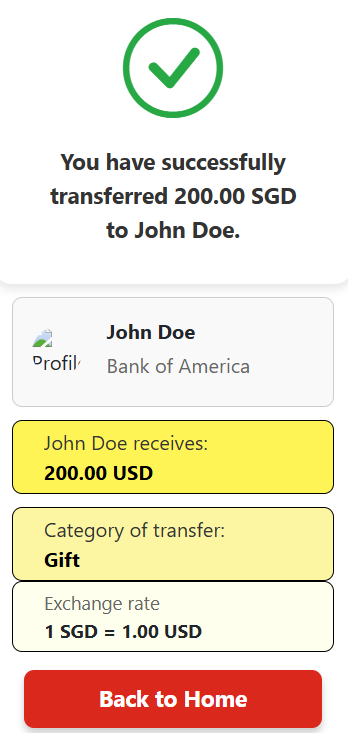 You have successfully
transferred 200.00 SGD
to John Doe.
John Doe
Profil
Bank of America
John Doe receives:
200.00 USD
Category of transfer:
Gift
Exchange rate
1 SGD = 1.00 USD
Back to Home